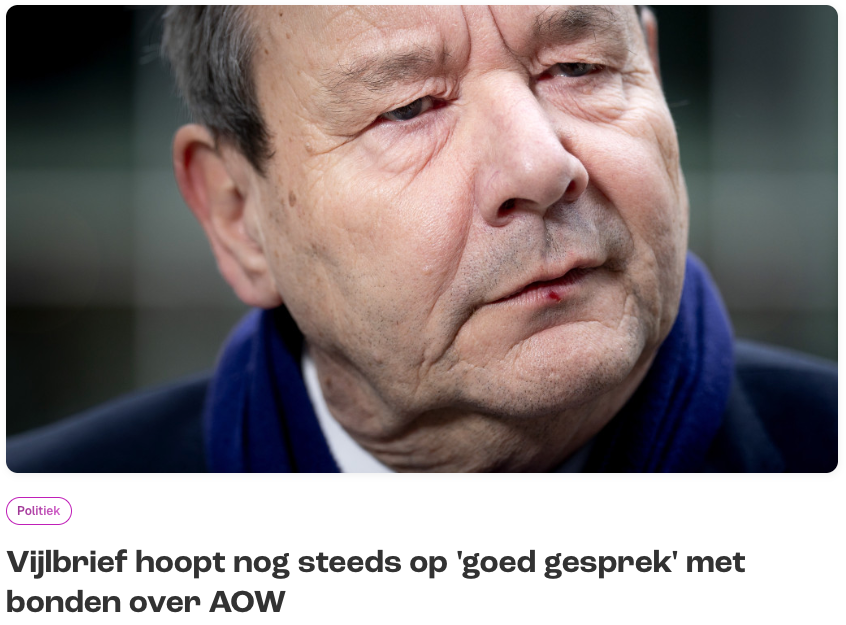 Politiek
Vijlbrief hoopt nog steeds op 'goed gesprek' met
bonden over AOW